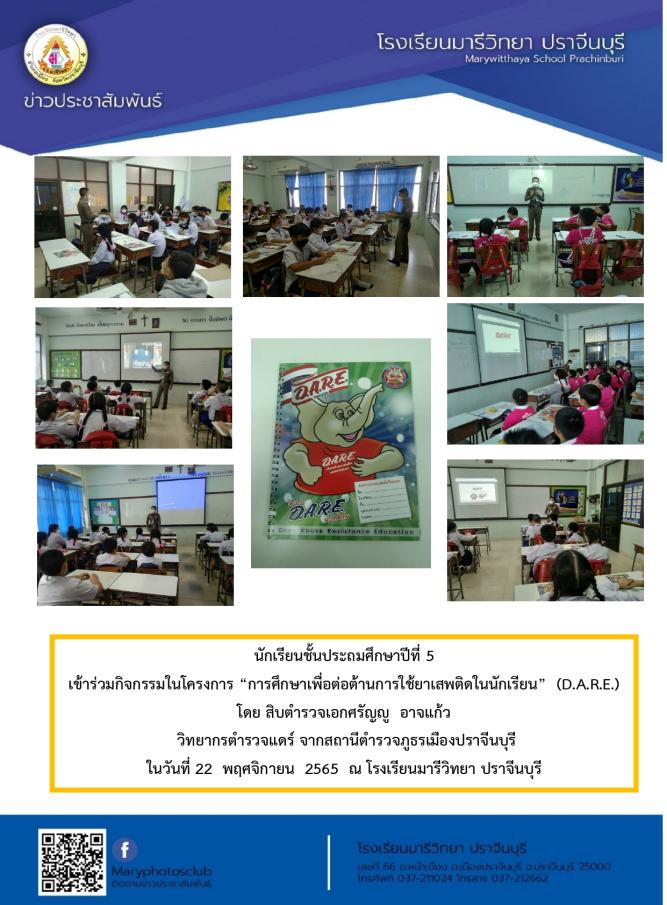 โรงเรียนมารีวิทยา ปราจีนบุรี
Marywitthaya School Prachinburi
ข่าวประชาสัมพันธ์
D.A.R.E.
D.A.R.E.
D.A.R.E.
Drug Abuse Resistance Education
นักเรียนชั้นประถมศึกษาปีที่ 5
เข้าร่วมกิจกรรมในโครงการ “การศึกษาเพื่อต่อต้านการใช้ยาเสพติดในนักเรียน” (D.A.R.E.)
โดย สิบตำรวจเอกศรัญญู อาจแก้ว
วิทยากรตำรวจแดร์ จากสถานีตำรวจภูธรเมืองปราจีนบุรี
ในวันที่ 22 พฤศจิกายน 2565 ณ โรงเรียนมารีวิทยา ปราจีนบุรี
Maryphotosclub
ติดตามข่าวประชาสัมพันธ์
โรงเรียนมารีวิทยา ปราจีนบุรี
เลขที่ 66 ต.หน้าเมือง อ.เมืองปราจีนบุรี จ.ปราจีนบุรี 25000
โทรศัพท์ 037-211024 โทรสาร 037-212662